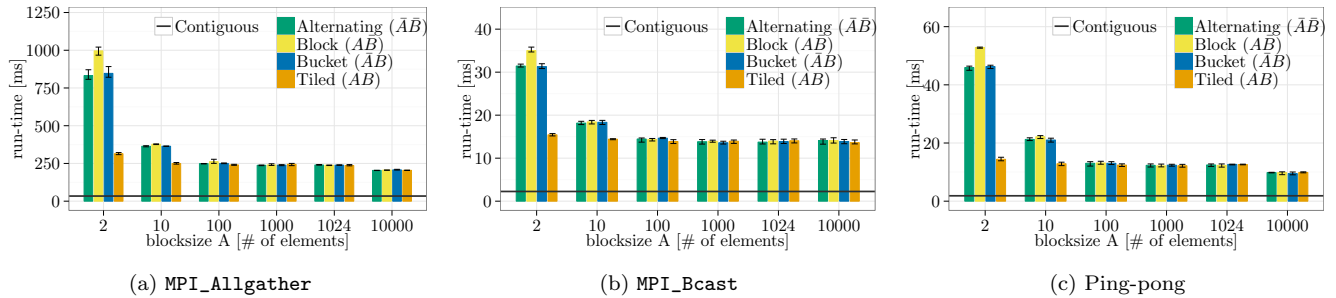 Contiguous
Alternating (ĀB̄)
Block (AB̄)
Bucket (ĀB)
Tiled (AB)
run-time [ms]
1000
750
500
250
0
2 10 100 1000 1024 10000
blocksize A [# of elements]
(a) MPI_Allgather
Contiguous
Alternating (ĀB̄)
Block (AB̄)
Bucket (ĀB)
Tiled (AB)
run-time [ms]
40
30
20
10
0
2 10 100 1000 1024 10000
blocksize A [# of elements]
(b) MPI_Bcast
Contiguous
Alternating (ĀB̄)
Block (AB̄)
Bucket (ĀB)
Tiled (AB)
run-time [ms]
60
40
20
0
2 10 100 1000 1024 10000
blocksize A [# of elements]
(c) Ping-pong